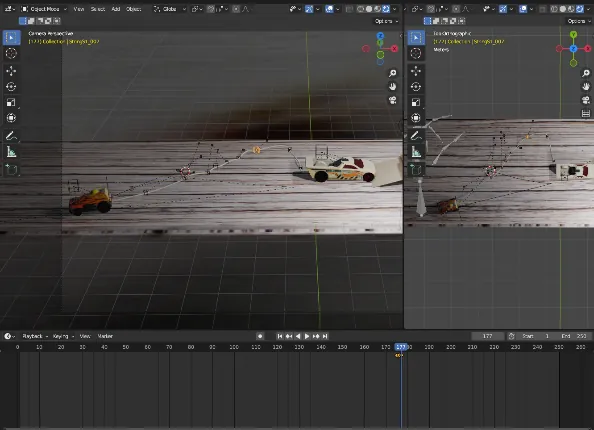 Object Mode View Select Add Object Global
Options
Options
Camera Perspective
(177) Collection | String51_007
Top Orthographic
(177) Collection | String51_007
Meters
Playback Keying View Marker 177 Start 1 End 250
0 10 20 30 40 50 60 70 80 90 100 110 120 130 140 150 160 170 177 180 190 200 210 220 230 240 250 260